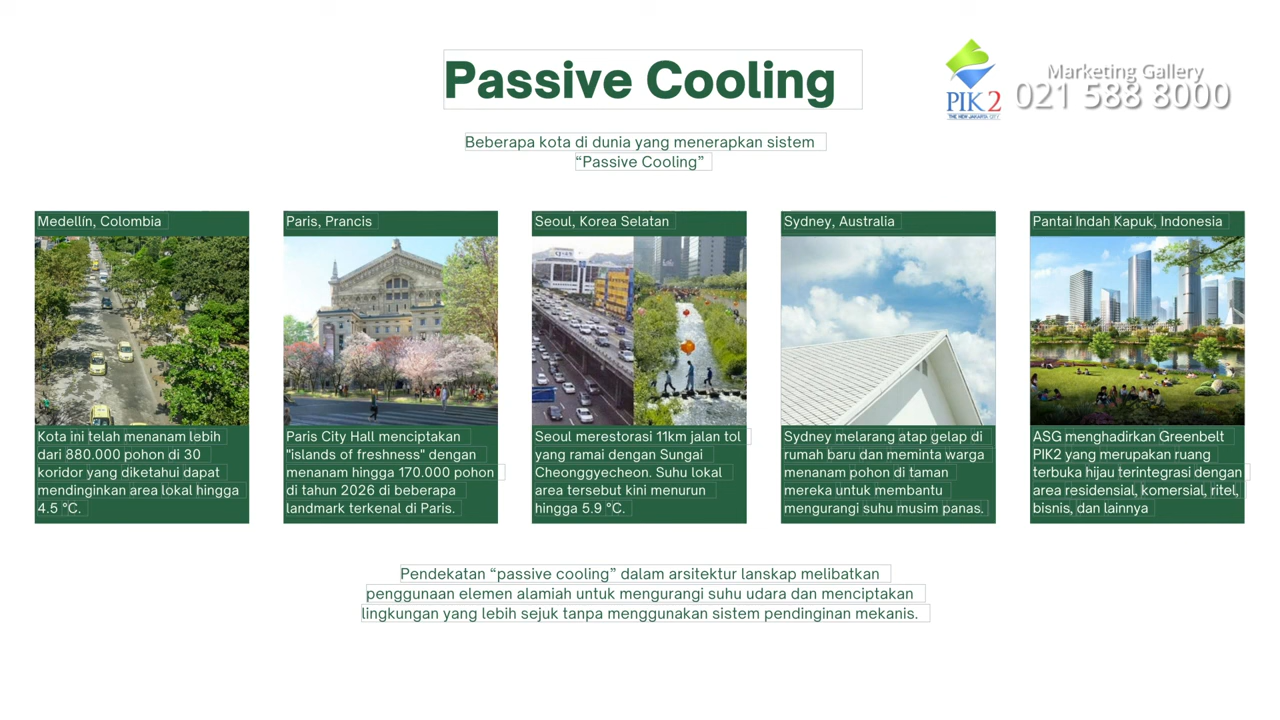 Passive Cooling
PIK 2
THE NEW JAKARTA CITY
Marketing Gallery
021 588 8000
Beberapa kota di dunia yang menerapkan sistem
“Passive Cooling”
Medellín, Colombia
Kota ini telah menanam lebih
dari 880.000 pohon di 30
koridor yang diketahui dapat
mendinginkan area lokal hingga
4.5 °C.
Paris, Prancis
Paris City Hall menciptakan
"islands of freshness" dengan
menanam hingga 170.000 pohon
di tahun 2026 di beberapa
landmark terkenal di Paris.
Seoul, Korea Selatan
Seoul merestorasi 11km jalan tol
yang ramai dengan Sungai
Cheonggyecheon. Suhu lokal
area tersebut kini menurun
hingga 5.9 °C.
Sydney, Australia
Sydney melarang atap gelap di
rumah baru dan meminta warga
menanam pohon di taman
mereka untuk membantu
mengurangi suhu musim panas.
Pantai Indah Kapuk, Indonesia
ASG menghadirkan Greenbelt
PIK2 yang merupakan ruang
terbuka hijau terintegrasi dengan
area residensial, komersial, ritel,
bisnis, dan lainnya
Pendekatan “passive cooling” dalam arsitektur lanskap melibatkan
penggunaan elemen alamiah untuk mengurangi suhu udara dan menciptakan
lingkungan yang lebih sejuk tanpa menggunakan sistem pendinginan mekanis.